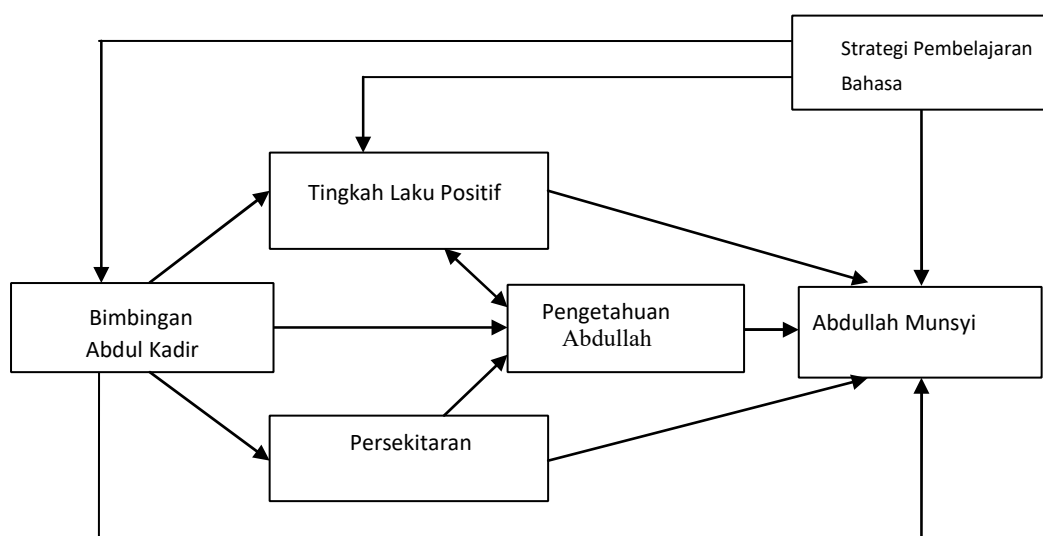 Strategi Pembelajaran
Bahasa
Tingkah Laku Positif
Bimbingan
Abdul Kadir
Pengetahuan
Abdullah
Abdullah Munsyi
Persekitaran